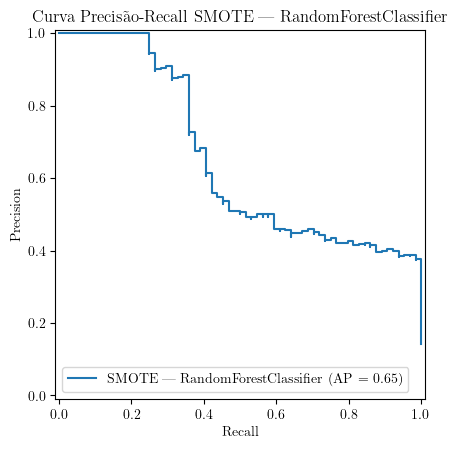 Curva Precisão-Recall SMOTE — RandomForestClassifier
1.0
0.8
0.6
0.4
0.2
0.0
Precision
SMOTE — RandomForestClassifier (AP = 0.65)
0.0 0.2 0.4 0.6 0.8 1.0
Recall